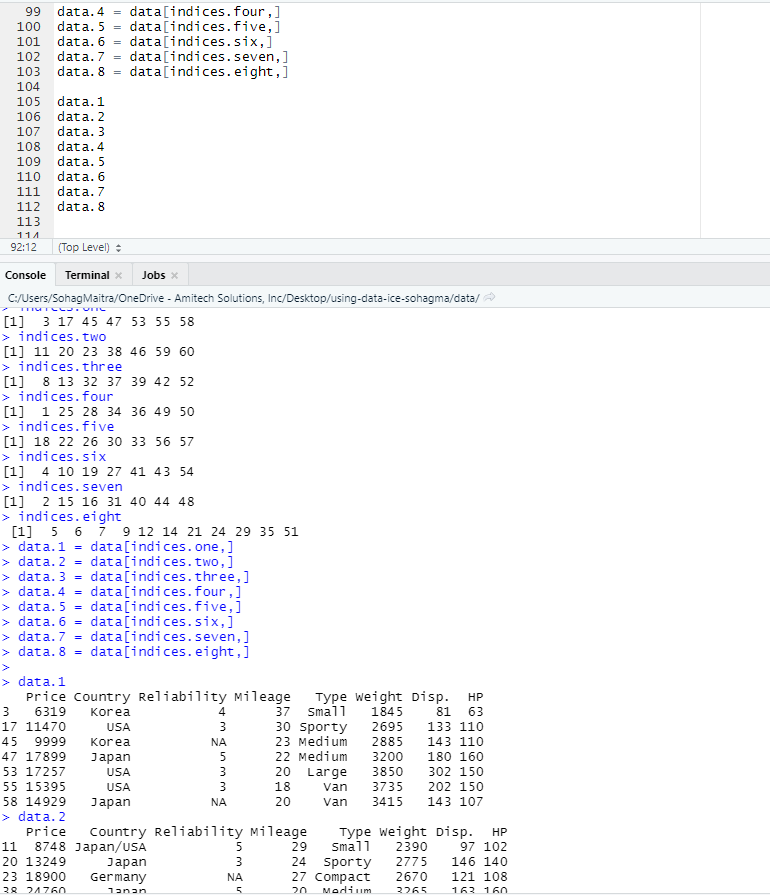 99 data.4 = data[indices.four,]
100 data.5 = data[indices.five,]
101 data.6 = data[indices.six,]
102 data.7 = data[indices.seven,]
103 data.8 = data[indices.eight,]
104
105 data.1
106 data.2
107 data.3
108 data.4
109 data.5
110 data.6
111 data.7
112 data.8
113
114
92:12 (Top Level)
Console Terminal × Jobs ×
C:/Users/SohagMaitra/OneDrive - Amitech Solutions, Inc/Desktop/using-data-ice-sohagma/data/
> indices.one
[1]  3 17 45 47 53 55 58
> indices.two
[1] 11 20 23 38 46 59 60
> indices.three
[1]  8 13 32 37 39 42 52
> indices.four
[1]  1 25 28 34 36 49 50
> indices.five
[1] 18 22 26 30 33 56 57
> indices.six
[1]  4 10 19 27 41 43 54
> indices.seven
[1]  2 15 16 31 40 44 48
> indices.eight
[1]  5  6  7  9 12 14 21 24 29 35 51
> data.1 = data[indices.one,]
> data.2 = data[indices.two,]
> data.3 = data[indices.three,]
> data.4 = data[indices.four,]
> data.5 = data[indices.five,]
> data.6 = data[indices.six,]
> data.7 = data[indices.seven,]
> data.8 = data[indices.eight,]
>
> data.1
Price Country Reliability Mileage Type Weight Disp. HP
3 6319 Korea 4 37 Small 1845 81 63
17 11470 USA 3 30 Sporty 2695 133 110
45 9999 Korea NA 23 Medium 2885 143 110
47 17899 Japan 5 22 Medium 3200 180 160
53 17257 USA 3 20 Large 3850 302 150
55 15395 USA 3 18 Van 3735 202 150
58 14929 Japan NA 20 Van 3415 143 107
> data.2
Price Country Reliability Mileage Type Weight Disp. HP
11 8748 Japan/USA 5 29 Small 2390 97 102
20 13249 Japan 3 24 Sporty 2775 146 140
23 18900 Germany NA 27 Compact 2670 121 108
38 24760 Japan 5 20 Medium 3265 163 160